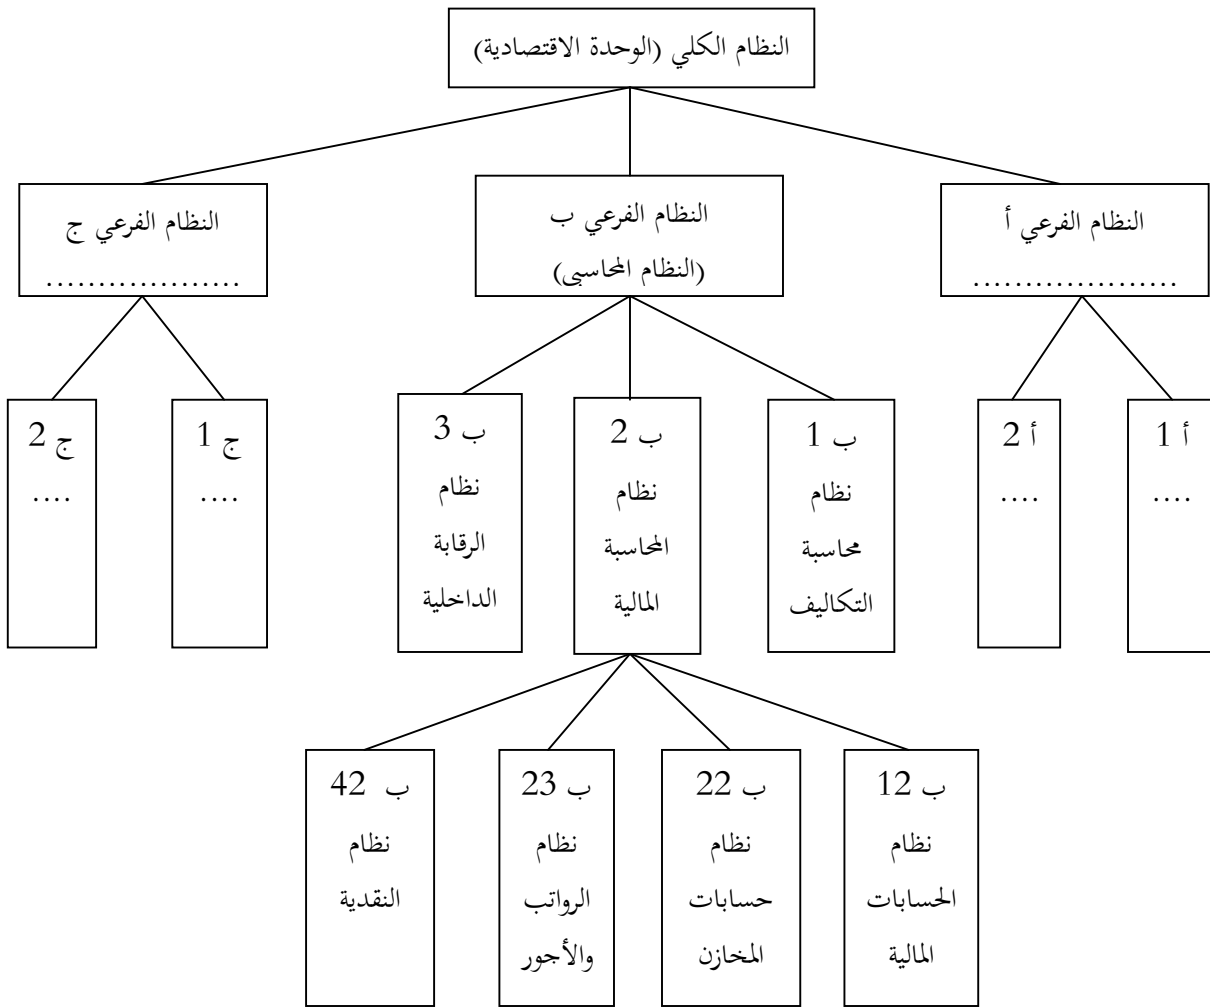 النظام الكلي (الوحدة الاقتصادية)
النظام الفرعي أ
....................
النظام الفرعي ب
(النظام المحاسبي)
النظام الفرعي ج
...................
أ 1
....
أ 2
....
ب 1
نظام
محاسبة
التكاليف
ب 2
نظام
المحاسبة
المالية
ب 3
نظام
الرقابة
الداخلية
ج 1
....
ج 2
....
ب 12
نظام
الحسابات
المالية
ب 22
نظام
حسابات
المخازن
ب 23
نظام
الرواتب
والأجور
ب 42
نظام
النقدية